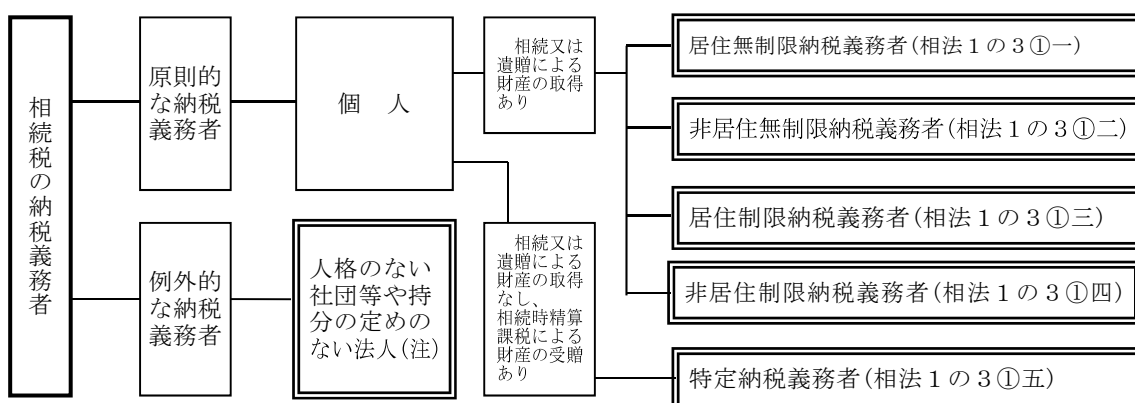 相続税の納税義務者
原則的
な納税
義務者
個 人
相続又は
遺贈による
財産の取得
あり
居住無制限納税義務者(相法1の3①一)
非居住無制限納税義務者(相法1の3①二)
居住制限納税義務者(相法1の3①三)
非居住制限納税義務者(相法1の3①四)
相続又は
遺贈による
財産の取得
なし、
相続時精算
課税による
財産の受贈
あり
特定納税義務者(相法1の3①五)
例外的
な納税
義務者
人格のない
社団等や持
分の定めの
ない法人(注)